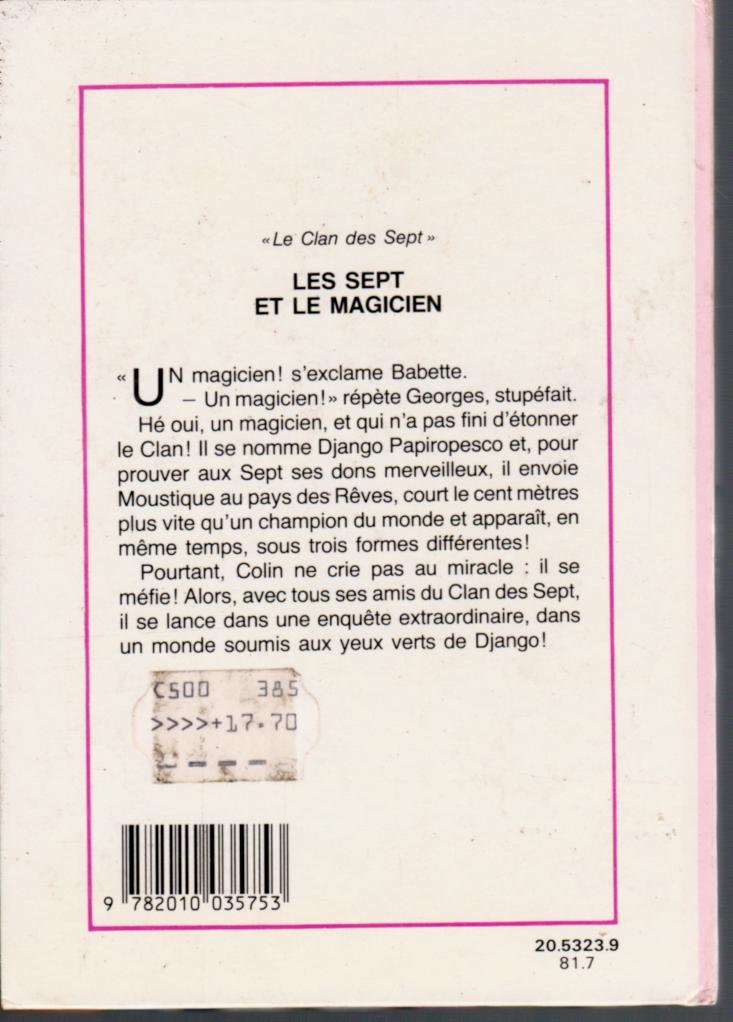 «Le Clan des Sept»
LES SEPT
ET LE MAGICIEN
«UN magicien! s'exclame Babette.
– Un magicien!» répète Georges, stupéfait.
Hé oui, un magicien, et qui n'a pas fini d'étonner
le Clan! Il se nomme Django Papiropesco et, pour
prouver aux Sept ses dons merveilleux, il envoie
Moustique au pays des Rêves, court le cent mètres
plus vite qu'un champion du monde et apparaît, en
même temps, sous trois formes différentes!
Pourtant, Colin ne crie pas au miracle : il se
méfie! Alors, avec tous ses amis du Clan des Sept,
il se lance dans une enquête extraordinaire, dans
un monde soumis aux yeux verts de Django!
C500 385
>>>>+17.70
– – – –
9 782010 035753
20.5323.9
81.7